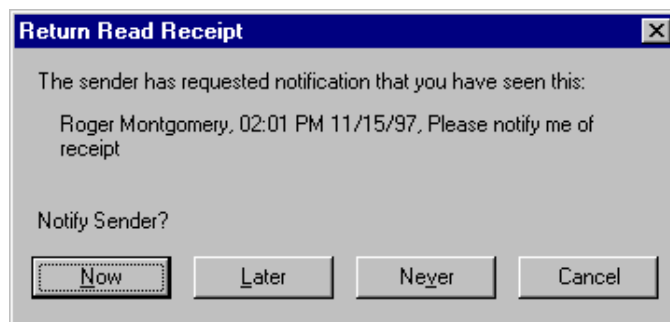 Return Read Receipt
The sender has requested notification that you have seen this:
Roger Montgomery, 02:01 PM 11/15/97, Please notify me of
receipt
Notify Sender?
Now Later Never Cancel